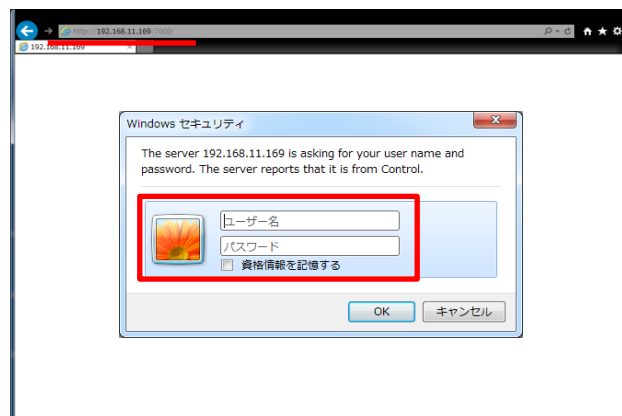 http://192.168.11.169:7000/
192.168.11.169
Windows セキュリティ
The server 192.168.11.169 is asking for your user name and
password. The server reports that it is from Control.
ユーザー名
パスワード
資格情報を記憶する
OK
キャンセル